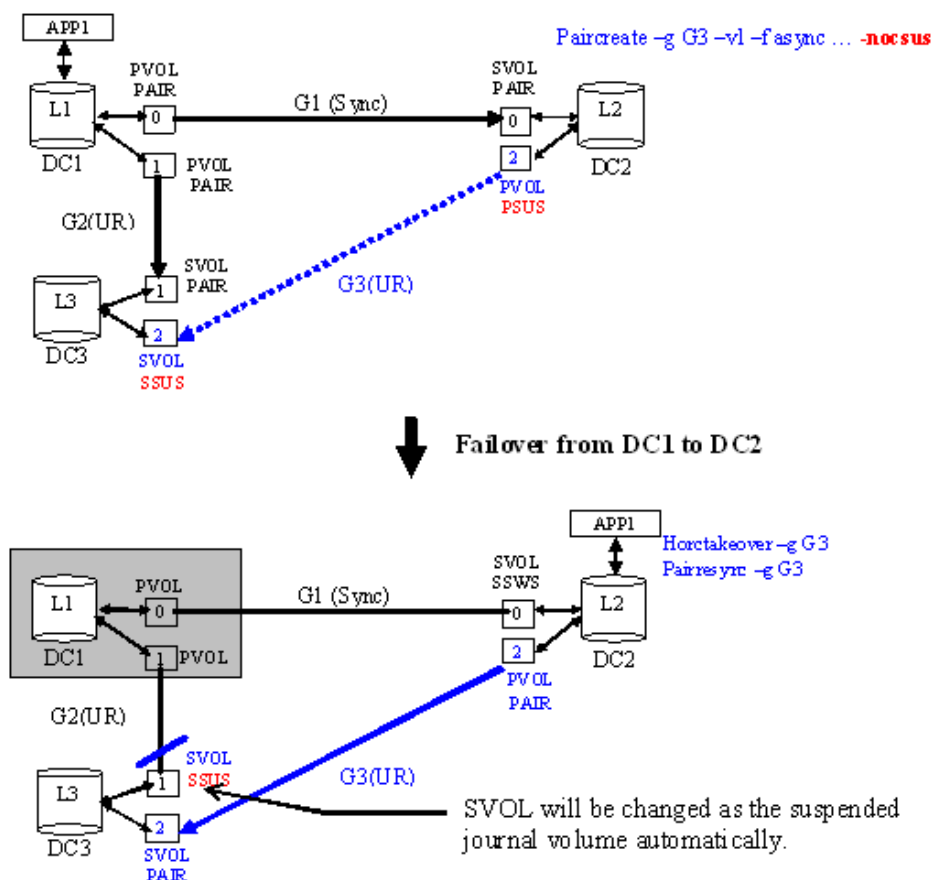 APP1
Paircreate –g G3 –vl –f async … -nocsus
PVOL
PAIR
SVOL
PAIR
L1
0
G1 (Sync)
0
L2
DC1
1
PVOL
PAIR
2
DC2
PVOL
PSUS
G2(UR)
SVOL
PAIR
G3(UR)
L3
1
2
DC3
SVOL
SSUS
Failover from DC1 to DC2
APP1
Horctakeover –g G3
Pairresync –g G3
PVOL
SVOL
SSWS
L1
0
G1 (Sync)
0
L2
DC1
1
PVOL
2
DC2
PVOL
PAIR
G2(UR)
SVOL
SSUS
G3(UR)
L3
1
SVOL will be changed as the suspended
journal volume automatically.
2
DC3
SVOL
PAIR